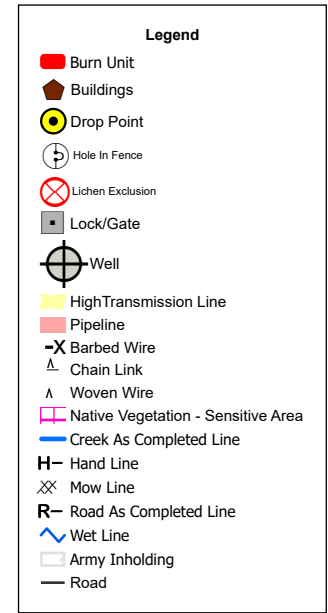 Legend
Burn Unit
Buildings
Drop Point
Hole In Fence
Lichen Exclusion
Lock/Gate
Well
HighTransmission Line
Pipeline
X Barbed Wire
Chain Link
Woven Wire
Native Vegetation - Sensitive Area
Creek As Completed Line
H Hand Line
Mow Line
R Road As Completed Line
Wet Line
Army Inholding
Road